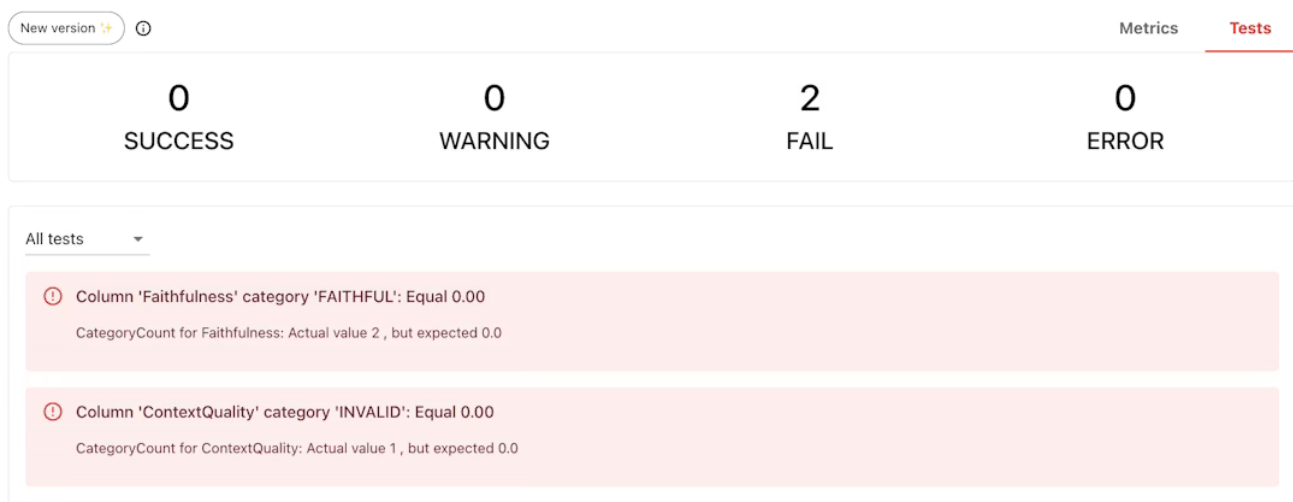 New version ✨
Metrics
Tests
0
SUCCESS
0
WARNING
2
FAIL
0
ERROR
All tests
Column 'Faithfulness' category 'FAITHFUL': Equal 0.00
CategoryCount for Faithfulness: Actual value 2 , but expected 0.0
Column 'ContextQuality' category 'INVALID': Equal 0.00
CategoryCount for ContextQuality: Actual value 1 , but expected 0.0